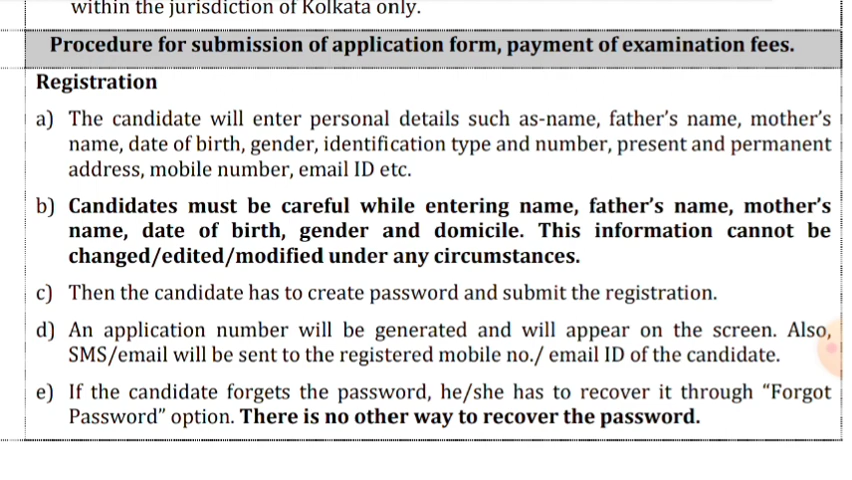 within the jurisdiction of Kolkata only.
Procedure for submission of application form, payment of examination fees.
Registration
a) The candidate will enter personal details such as-name, father's name, mother's
name, date of birth, gender, identification type and number, present and permanent
address, mobile number, email ID etc.
b) Candidates must be careful while entering name, father's name, mother's
name, date of birth, gender and domicile. This information cannot be
changed/edited/modified under any circumstances.
c) Then the candidate has to create password and submit the registration.
d) An application number will be generated and will appear on the screen. Also,
SMS/email will be sent to the registered mobile no./ email ID of the candidate.
e) If the candidate forgets the password, he/she has to recover it through “Forgot
Password” option. There is no other way to recover the password.